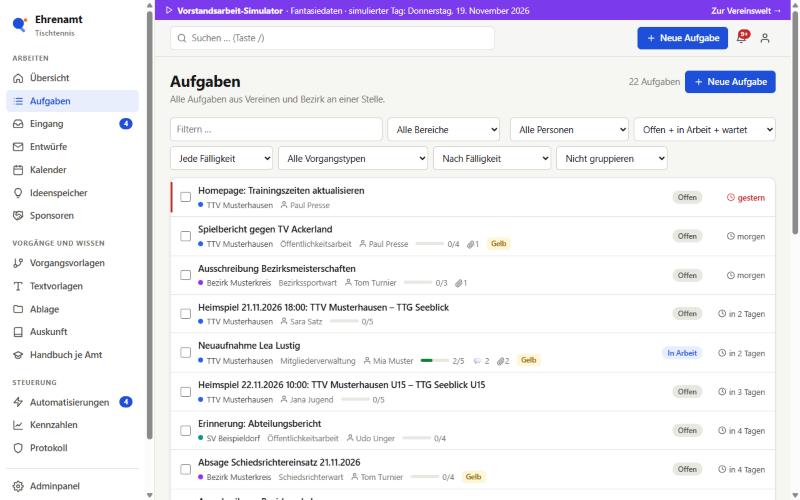 Ehrenamt
Tischtennis
ARBEITEN
Übersicht
Aufgaben
Eingang 4
Entwürfe
Kalender
Ideenspeicher
Sponsoren
VORGÄNGE UND WISSEN
Vorgangsvorlagen
Textvorlagen
Ablage
Auskunft
Handbuch je Amt
STEUERUNG
Automatisierungen 4
Kennzahlen
Protokoll
Adminpanel
Vorstandsarbeit-Simulator · Fantasiedaten · simulierter Tag: Donnerstag, 19. November 2026 Zur Vereinswelt →
Suchen … (Taste /) + Neue Aufgabe 9+
Aufgaben 22 Aufgaben + Neue Aufgabe
Alle Aufgaben aus Vereinen und Bezirk an einer Stelle.
Filtern … Alle Bereiche Alle Personen Offen + in Arbeit + wartet
Jede Fälligkeit Alle Vorgangstypen Nach Fälligkeit Nicht gruppieren
Homepage: Trainingszeiten aktualisieren
TTV Musterhausen Paul Presse Offen gestern
Spielbericht gegen TV Ackerland
TTV Musterhausen Öffentlichkeitsarbeit Paul Presse 0/4 1 Gelb Offen morgen
Ausschreibung Bezirksmeisterschaften
Bezirk Musterkreis Bezirkssportwart Tom Turnier 0/3 1 Offen morgen
Heimspiel 21.11.2026 18:00: TTV Musterhausen – TTG Seeblick
TTV Musterhausen Sara Satz 0/5 Offen in 2 Tagen
Neuaufnahme Lea Lustig
TTV Musterhausen Mitgliederverwaltung Mia Muster 2/5 2 2 Gelb In Arbeit in 2 Tagen
Heimspiel 22.11.2026 10:00: TTV Musterhausen U15 – TTG Seeblick U15
TTV Musterhausen Jana Jugend 0/5 Offen in 3 Tagen
Erinnerung: Abteilungsbericht
SV Beispieldorf Öffentlichkeitsarbeit Udo Unger 0/4 Offen in 4 Tagen
Absage Schiedsrichtereinsatz 21.11.2026
Bezirk Musterkreis Schiedsrichterwart Tom Turnier 0/4 Gelb Offen in 4 Tagen